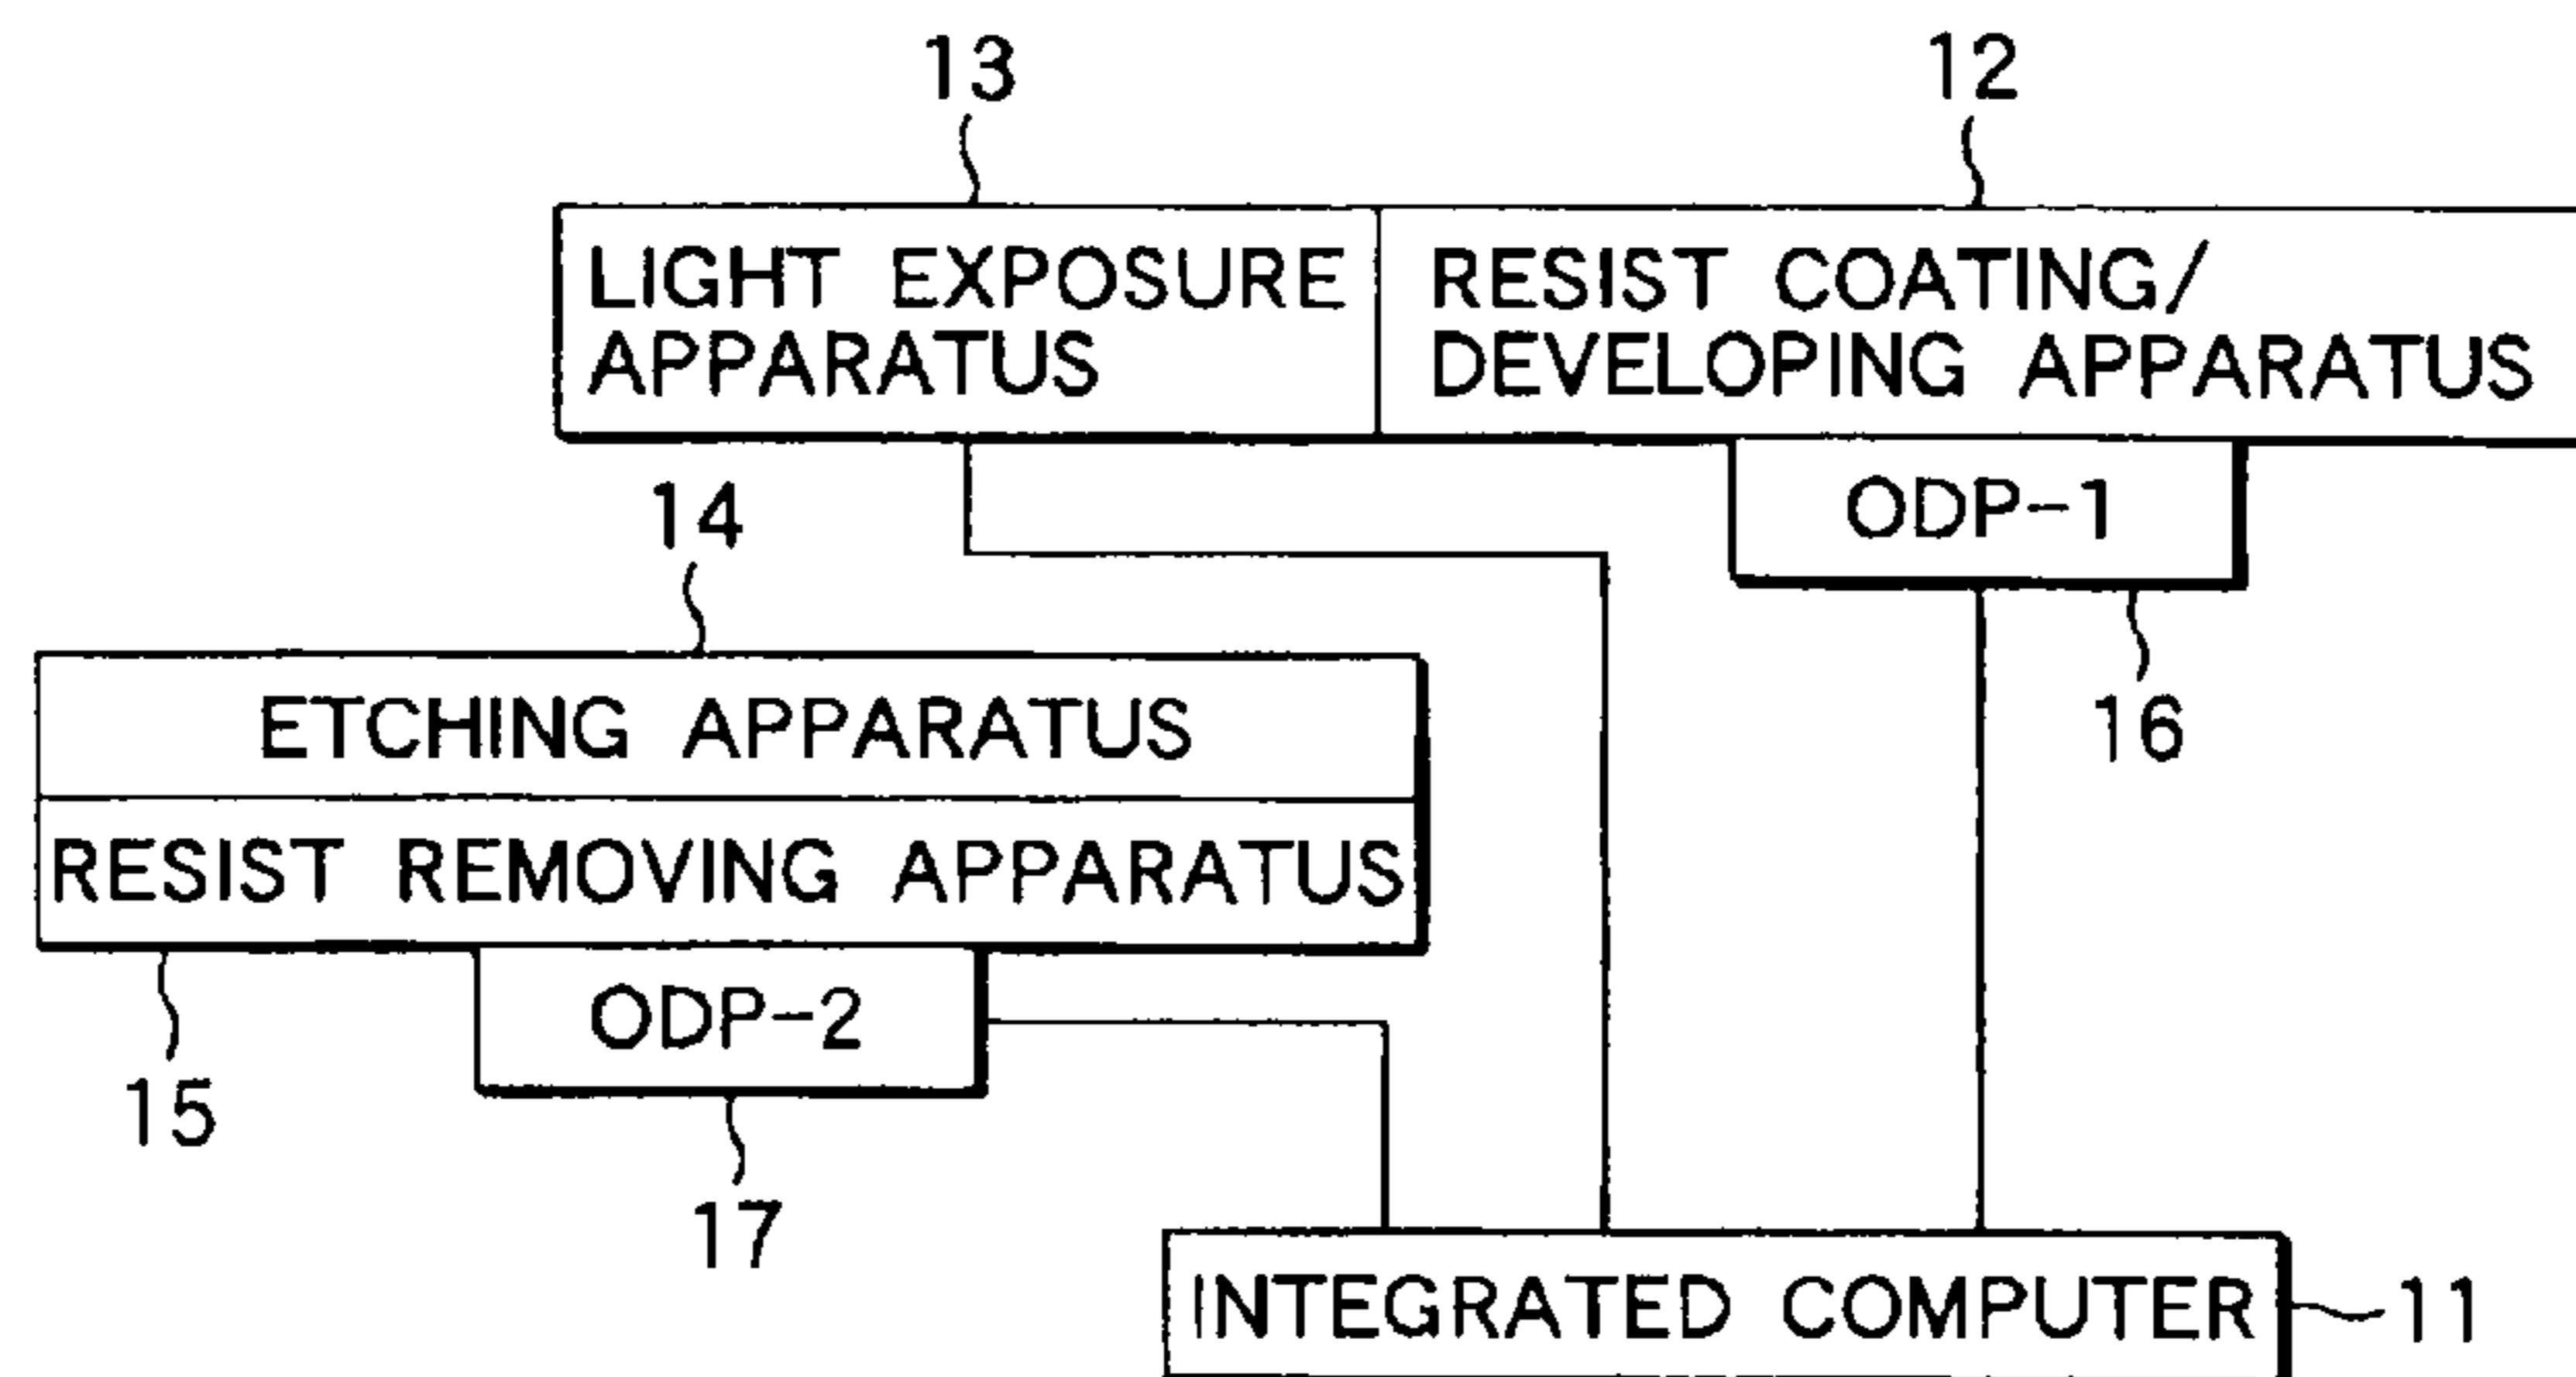 13
12
LIGHT EXPOSURE
APPARATUS
RESIST COATING/
DEVELOPING APPARATUS
ODP-1
14
16
ETCHING APPARATUS
RESIST REMOVING APPARATUS
ODP-2
15
17
INTEGRATED COMPUTER
11